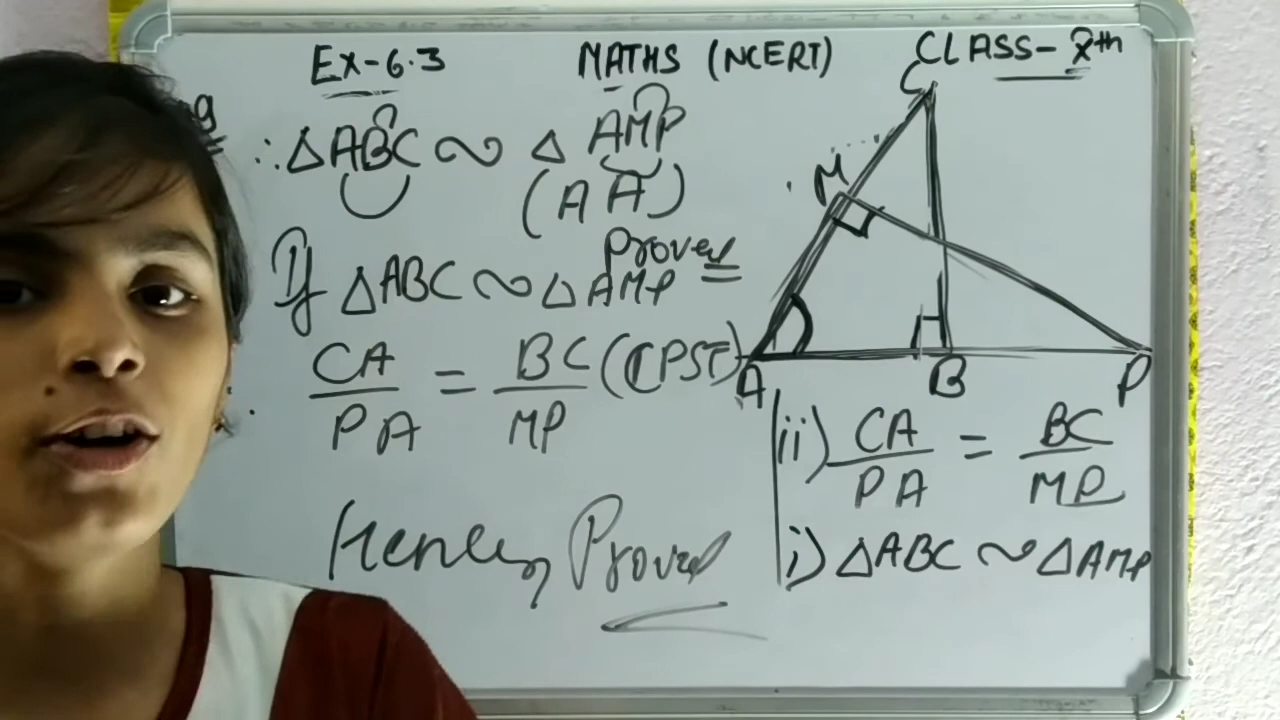 Ex-6.3 MATHS (NCERT) CLASS-Xth
∴ΔABC ~ Δ AMP
(AA)
Proved
If ΔABC ~ Δ AMP
CA/PA = BC/MP (CPST)
Hence, Proved
C
M
A B P
ii) CA/PA = BC/MP
i) ΔABC ~ ΔAMP